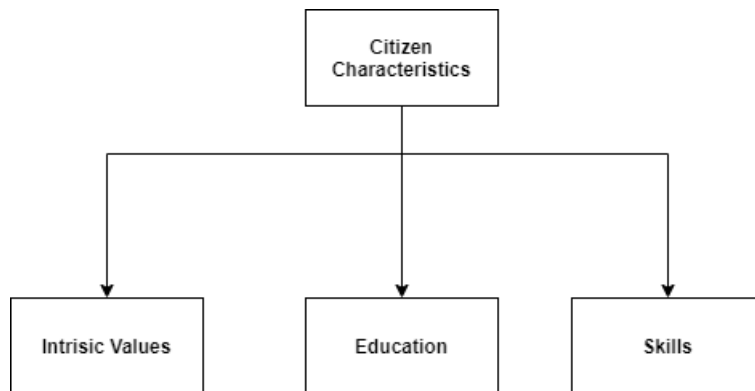 Citizen
Characteristics
Intrisic Values
Education
Skills